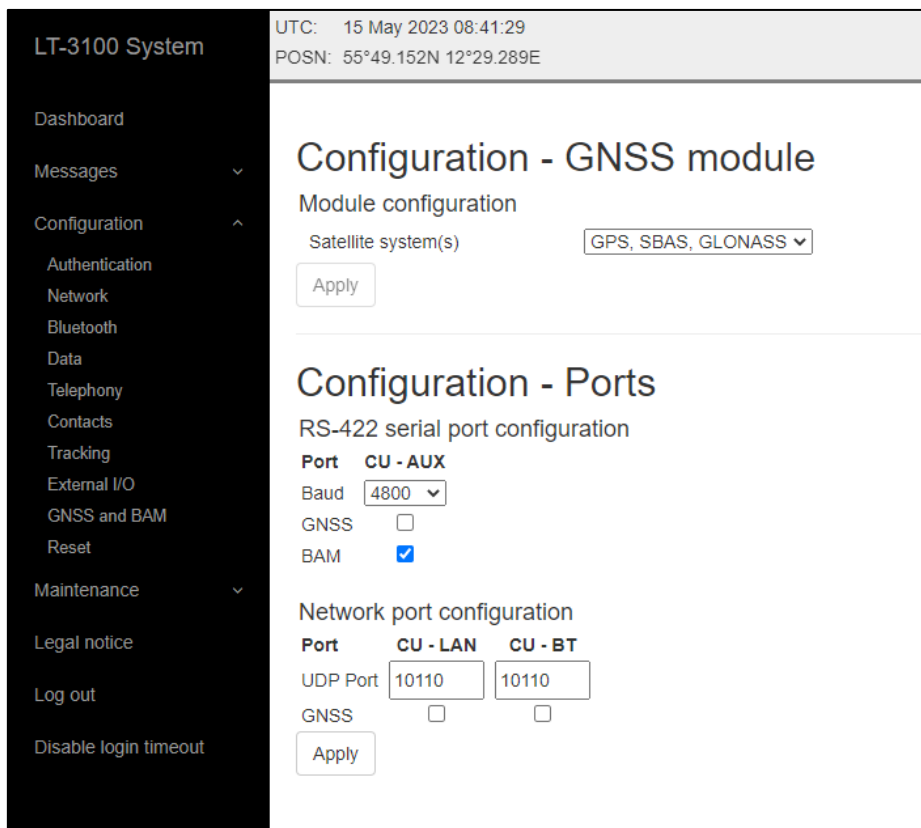 LT-3100 System
Dashboard
Messages
Configuration
Authentication
Network
Bluetooth
Data
Telephony
Contacts
Tracking
External I/O
GNSS and BAM
Reset
Maintenance
Legal notice
Log out
Disable login timeout
UTC: 15 May 2023 08:41:29
POSN: 55°49.152N 12°29.289E
Configuration - GNSS module
Module configuration
Satellite system(s) GPS, SBAS, GLONASS
Apply
Configuration - Ports
RS-422 serial port configuration
Port CU - AUX
Baud 4800
GNSS
BAM
Network port configuration
Port CU - LAN CU - BT
UDP Port 10110 10110
GNSS
Apply